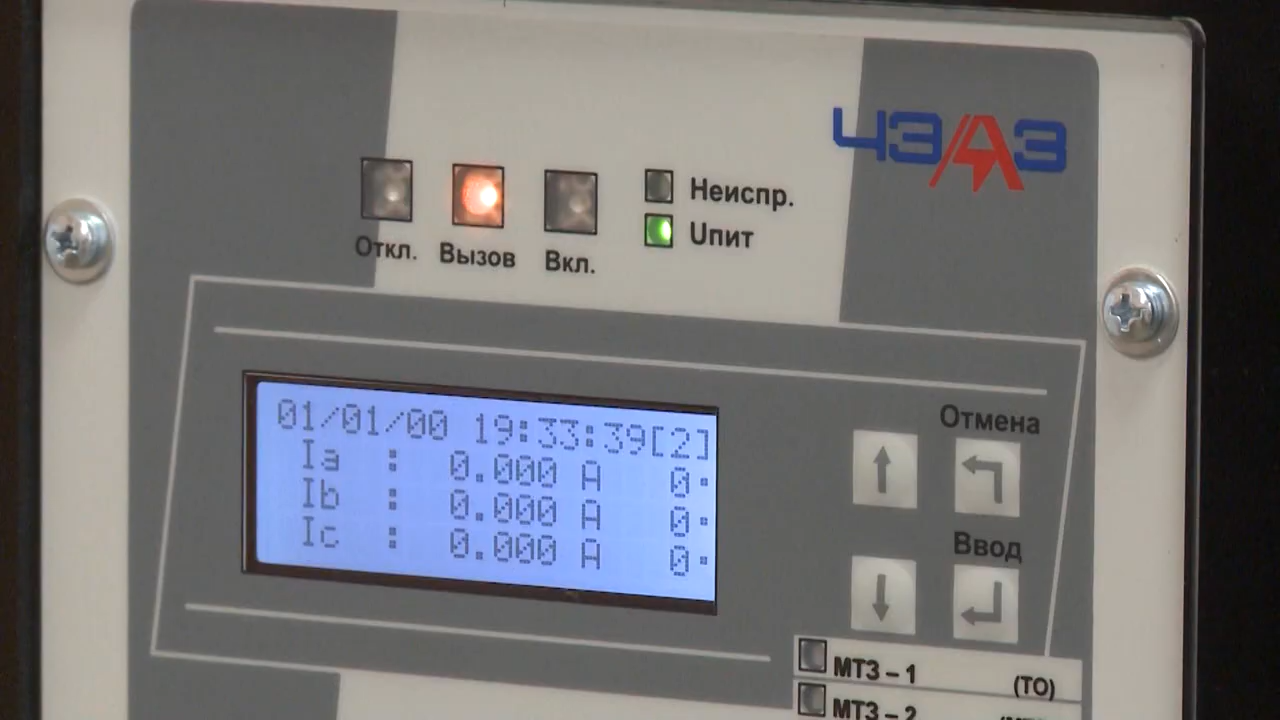 ЧЭАЗ
Неиспр.
Uпит
Откл. Вызов Вкл.
01/01/00 19:33:39[2]
Ia : 0.000 A 0°
Ib : 0.000 A 0°
Ic : 0.000 A 0°
Отмена
Ввод
МТЗ – 1 (ТО)
МТЗ – 2